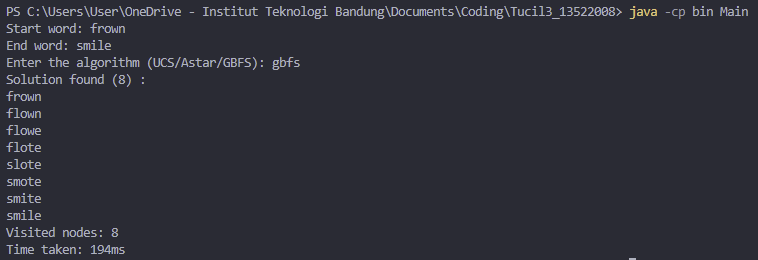 PS C:\Users\User\OneDrive - Institut Teknologi Bandung\Documents\Coding\Tucil3_13522008> java -cp bin Main
Start word: frown
End word: smile
Enter the algorithm (UCS/Astar/GBFS): gbfs
Solution found (8) :
frown
flown
flowe
flote
slote
smote
smite
smile
Visited nodes: 8
Time taken: 194ms